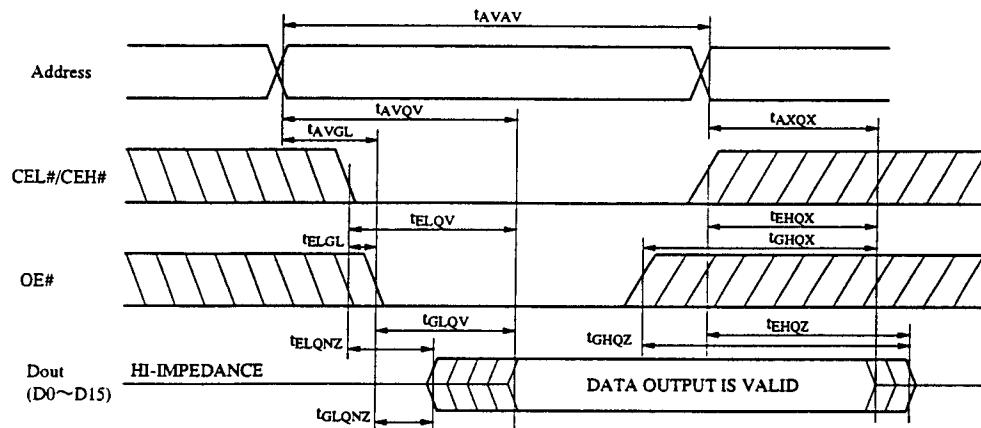 tAVAV
Address
tAVQV
tAXQX
tAVGL
CEL#/CEH#
tELQV
tEHQX
tELGL
tGHQX
OE#
tGLQV
tEHQZ
tELQNZ
tGHQZ
Dout
(D0~D15)
HI-IMPEDANCE
DATA OUTPUT IS VALID
tGLQNZ